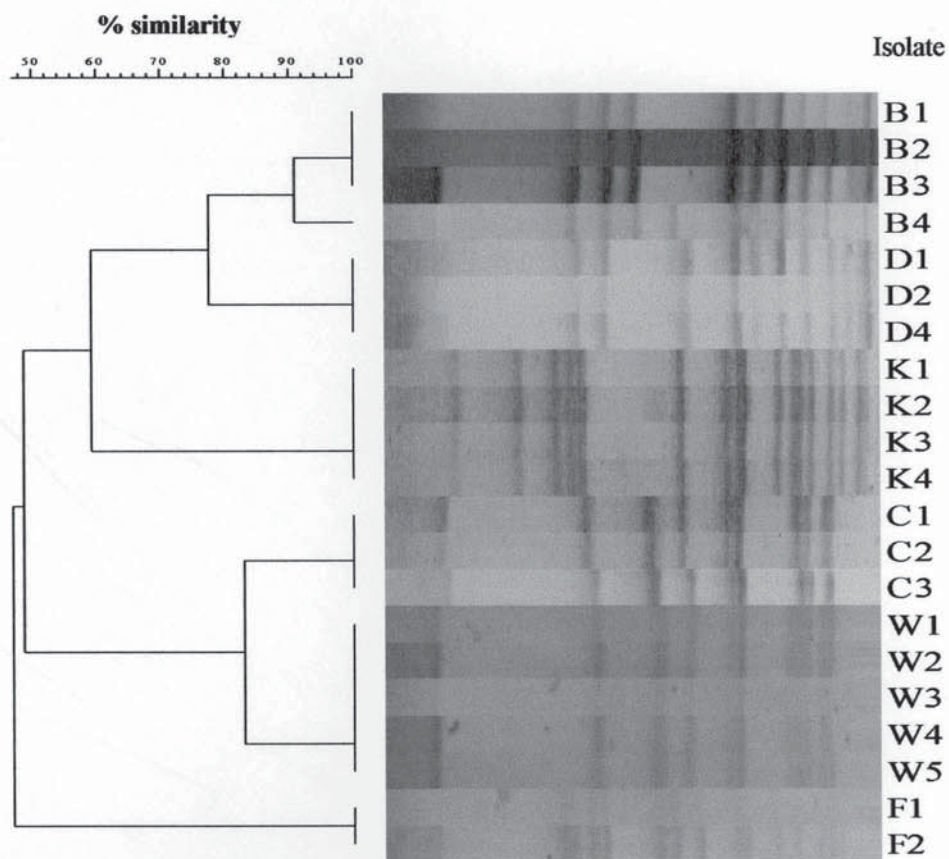 % similarity
Isolate
50 60 70 80 90 100
B1
B2
B3
B4
D1
D2
D4
K1
K2
K3
K4
C1
C2
C3
W1
W2
W3
W4
W5
F1
F2